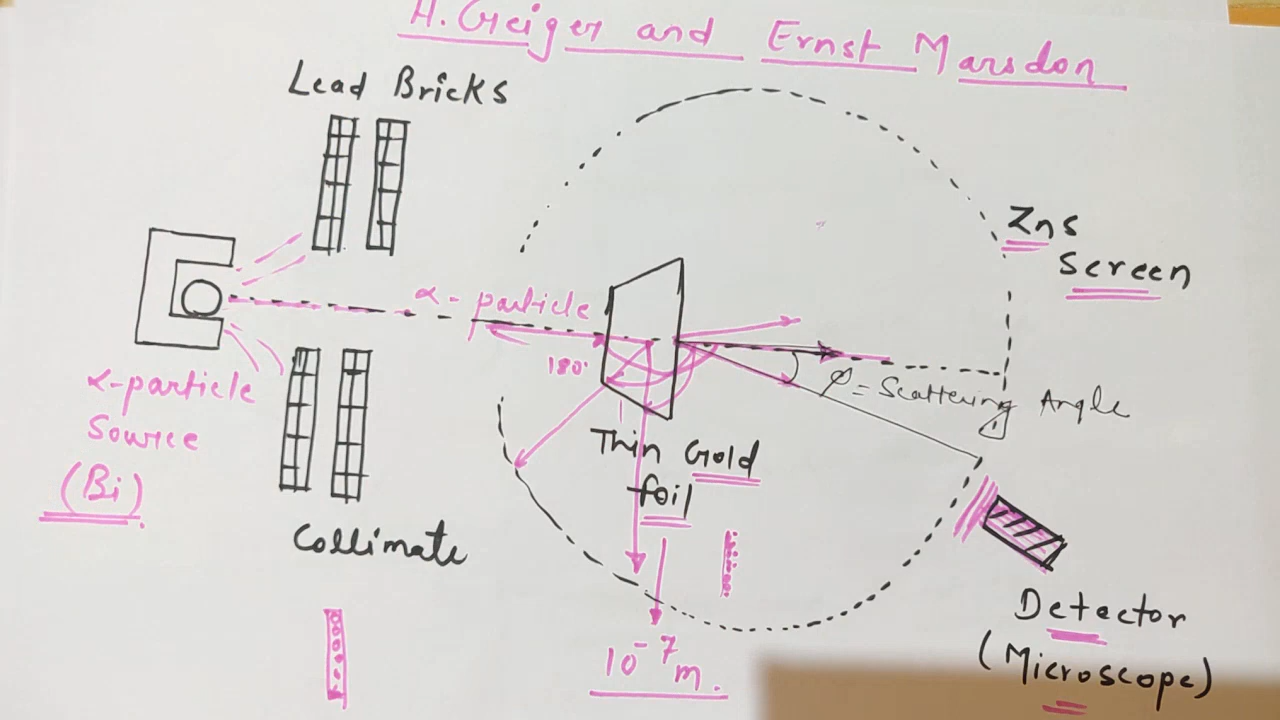 H. Geiger and Ernst Marsdon
Lead Bricks
ZnS
Screen
α-particle
180°
φ = Scattering Angle
α-particle
Source
(Bi)
Thin Gold
foil
Collimate
10⁻⁷m.
Detector
(Microscope)